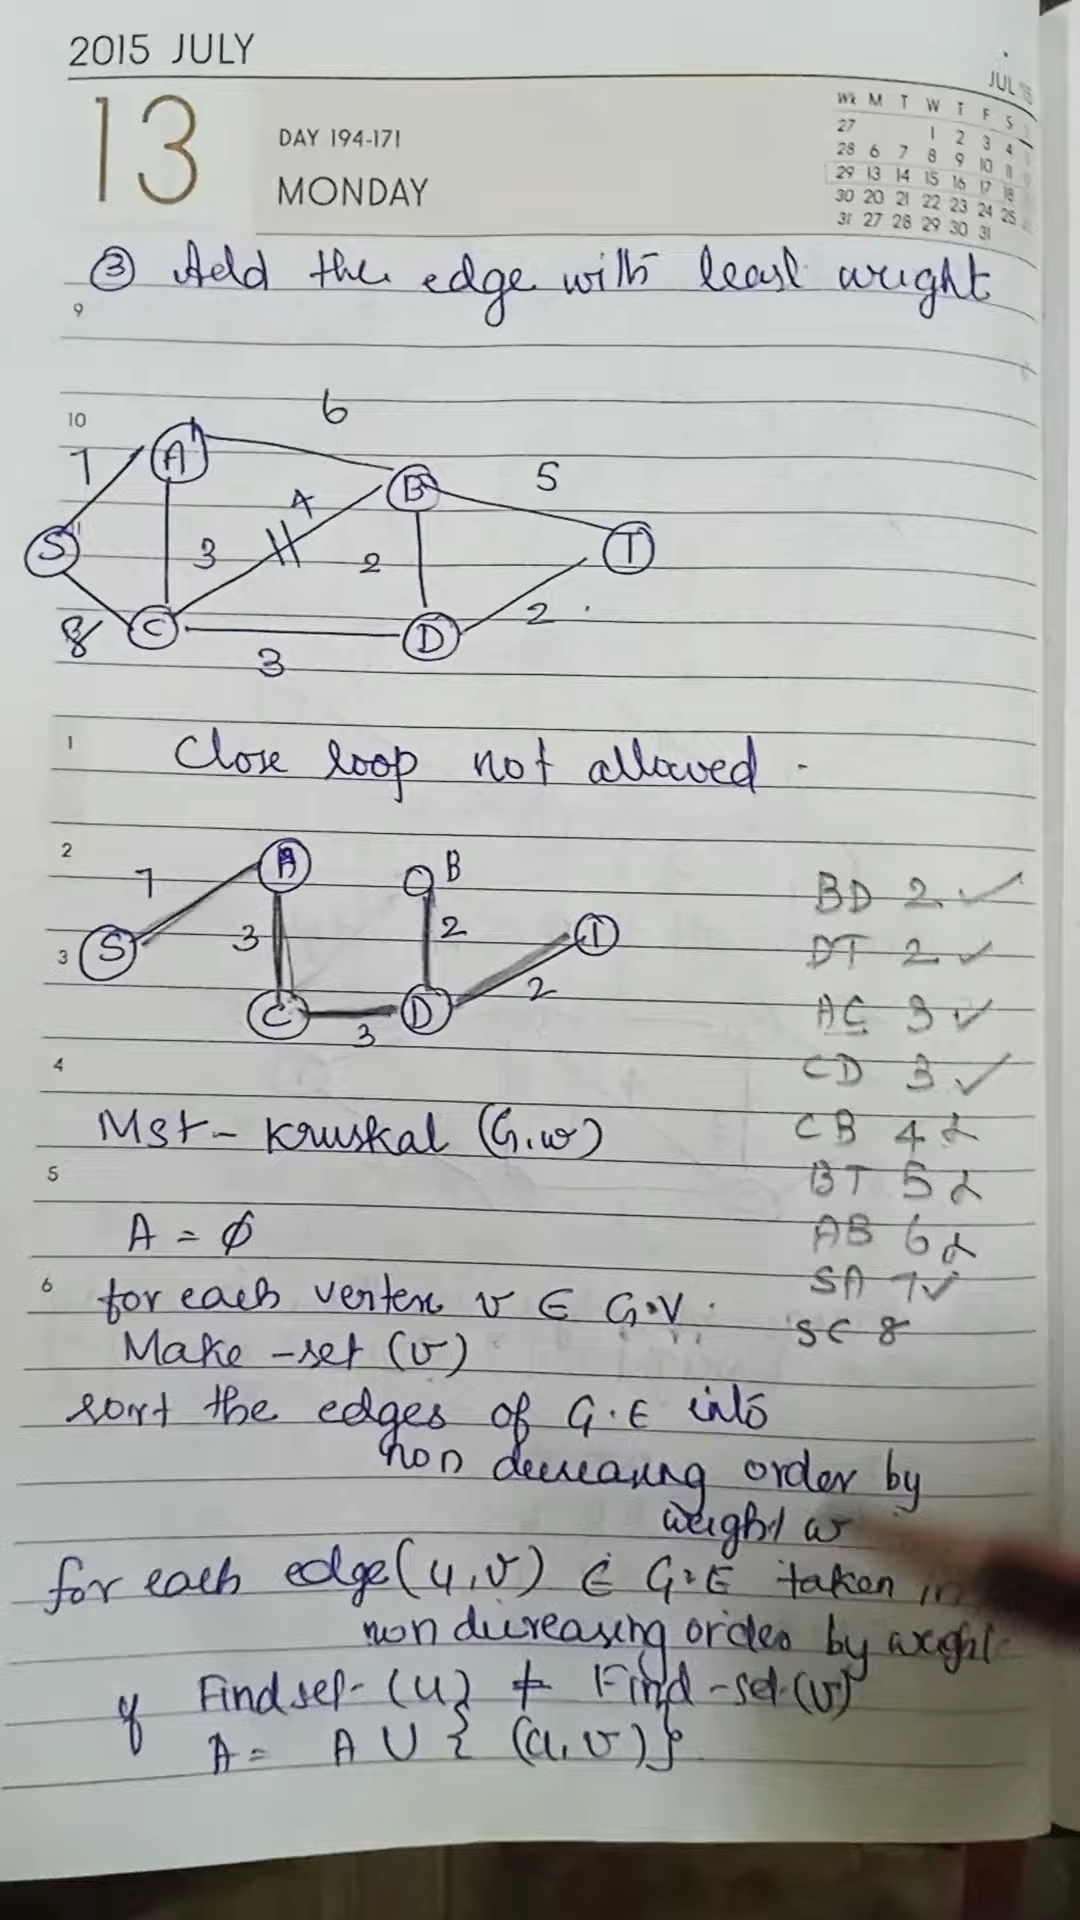 2015 JULY
JUL
13
DAY 194-171
MONDAY
Wk M T W T F S
27 1 2 3 4
28 6 7 8 9 10 11
29 13 14 15 16 17 18
30 20 21 22 23 24 25
31 27 28 29 30 31
③ Add the edge with least weight
9
10
6
7
A
4
B
5
S
3
2
T
8
C
3
D
2
1
Close loop not allowed.
2
7
A
B
BD 2 ✓
3
S
3
2
T
DT 2 ✓
C
3
D
2
AC 3 ✓
4
CD 3 ✓
Mst - Kruskal (G,w)
CB 4 x
5
BT 5 x
A = ϕ
AB 6 x
6
for each vertex v ∈ G.V.
SA 7 ✓
Make-set (v)
SC 8
sort the edges of G.E into
non decreasing order by
weight w
for each edge (u,v) ∈ G.E taken in
non decreasing order by weight
if Find set-(u) ≠ Find-set-(v)
A = A ∪ { (u,v)}.